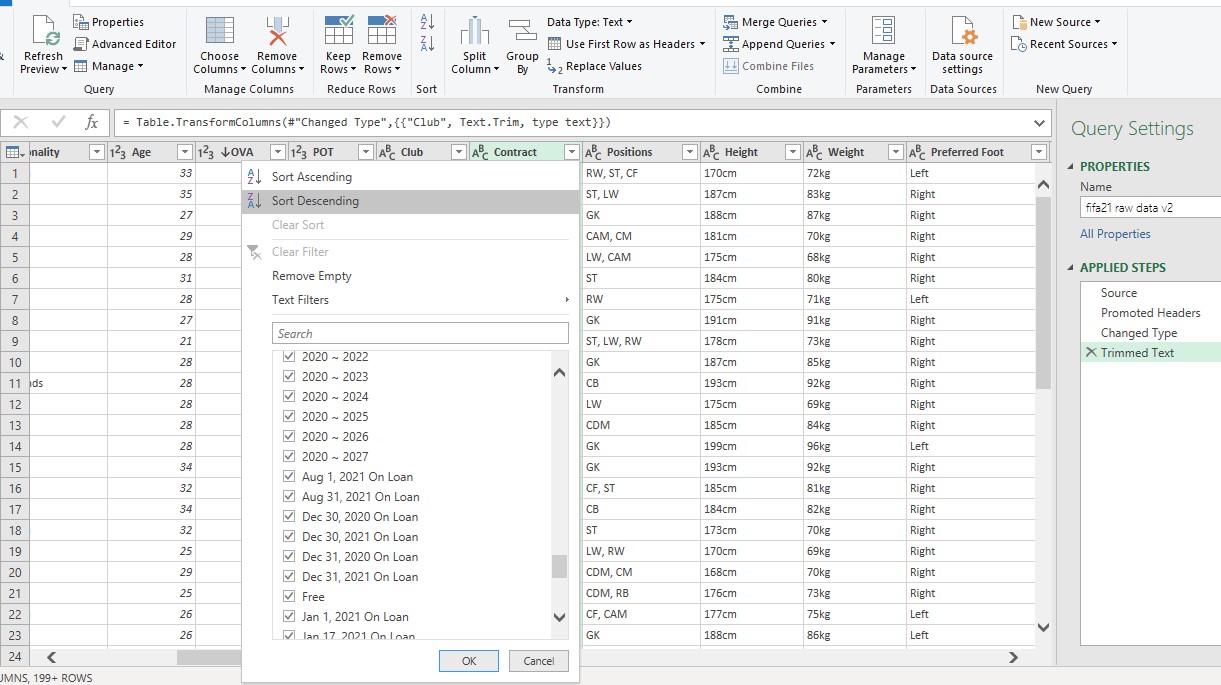 Refresh Preview
Properties
Advanced Editor
Manage
Query
Choose Columns
Remove Columns
Manage Columns
Keep Rows
Remove Rows
Reduce Rows
Sort
Split Column
Group By
Data Type: Text
Use First Row as Headers
Replace Values
Transform
Merge Queries
Append Queries
Combine Files
Combine
Manage Parameters
Parameters
Data source settings
Data Sources
New Source
Recent Sources
New Query
fx = Table.TransformColumns(#"Changed Type",{{"Club", Text.Trim, type text}})
onality 123 Age 123 OVA 123 POT ABC Club ABC Contract ABC Positions ABC Height ABC Weight ABC Preferred Foot
1 33 RW, ST, CF 170cm 72kg Left
2 35 ST, LW 187cm 83kg Right
3 27 GK 188cm 87kg Right
4 29 CAM, CM 181cm 70kg Right
5 28 LW, CAM 175cm 68kg Right
6 31 ST 184cm 80kg Right
7 28 RW 175cm 71kg Left
8 27 GK 191cm 91kg Right
9 21 ST, LW, RW 178cm 73kg Right
10 28 GK 187cm 85kg Right
11 nds 28 CB 193cm 92kg Right
12 28 LW 175cm 69kg Right
13 28 CDM 185cm 84kg Right
14 28 GK 199cm 96kg Left
15 34 GK 193cm 92kg Right
16 32 CF, ST 185cm 81kg Right
17 34 CB 184cm 82kg Right
18 32 ST 173cm 70kg Right
19 25 LW, RW 170cm 69kg Right
20 29 CDM, CM 168cm 70kg Right
21 25 CDM, RB 176cm 73kg Right
22 26 CF, CAM 177cm 75kg Left
23 26 GK 188cm 86kg Left
24
Sort Ascending
Sort Descending
Clear Sort
Clear Filter
Remove Empty
Text Filters
Search
2020 ~ 2022
2020 ~ 2023
2020 ~ 2024
2020 ~ 2025
2020 ~ 2026
2020 ~ 2027
Aug 1, 2021 On Loan
Aug 31, 2021 On Loan
Dec 30, 2020 On Loan
Dec 30, 2021 On Loan
Dec 31, 2020 On Loan
Dec 31, 2021 On Loan
Free
Jan 1, 2021 On Loan
Jan 17, 2021 On Loan
OK Cancel
UMNS, 199+ ROWS
Query Settings
PROPERTIES
Name
fifa21 raw data v2
All Properties
APPLIED STEPS
Source
Promoted Headers
Changed Type
Trimmed Text